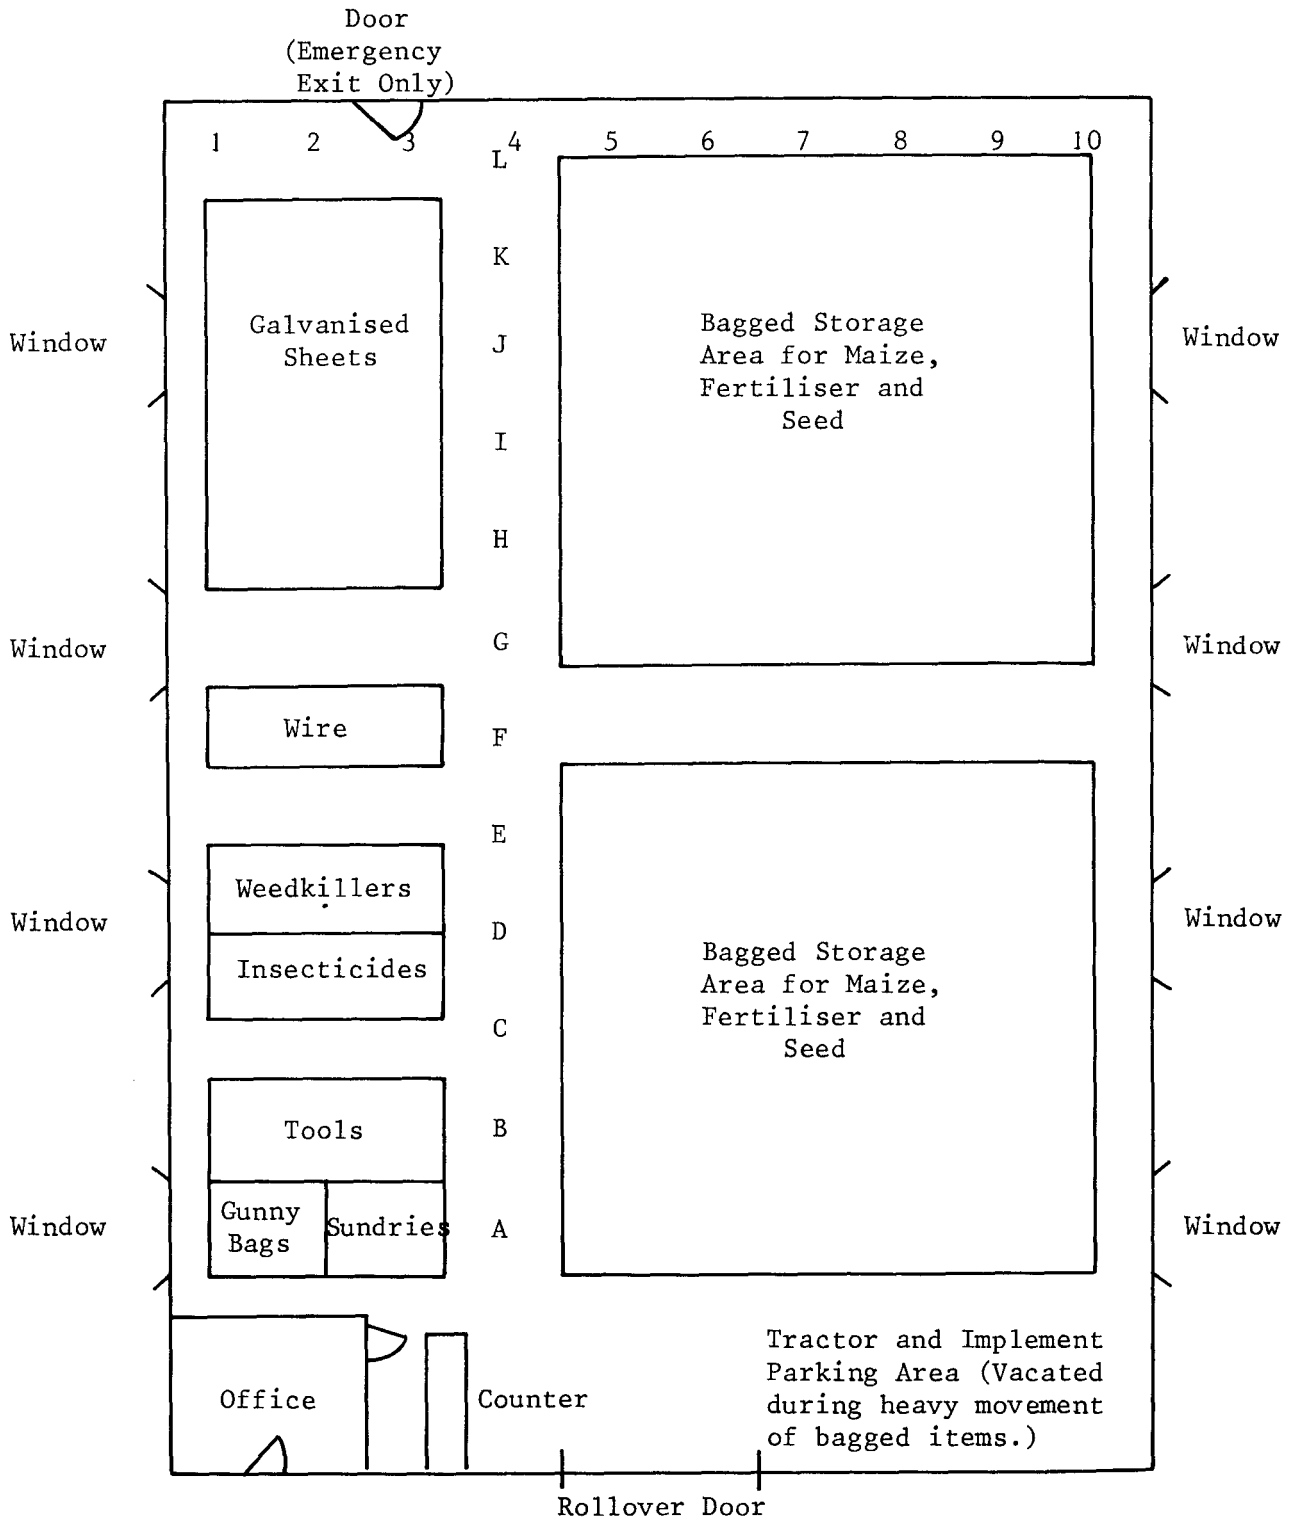 Door
(Emergency
Exit Only)
1 2 3 4 5 6 7 8 9 10
L
K
Galvanised
Sheets
Bagged Storage
Area for Maize,
Fertiliser and
Seed
Window
J
Window
I
H
Window
G
Window
Wire
F
E
Weedkillers
Window
D
Window
Insecticides
Bagged Storage
Area for Maize,
Fertiliser and
Seed
C
Tools
B
Gunny
Bags
Sundries
Window
A
Window
Office
Counter
Tractor and Implement
Parking Area (Vacated
during heavy movement
of bagged items.)
Rollover Door